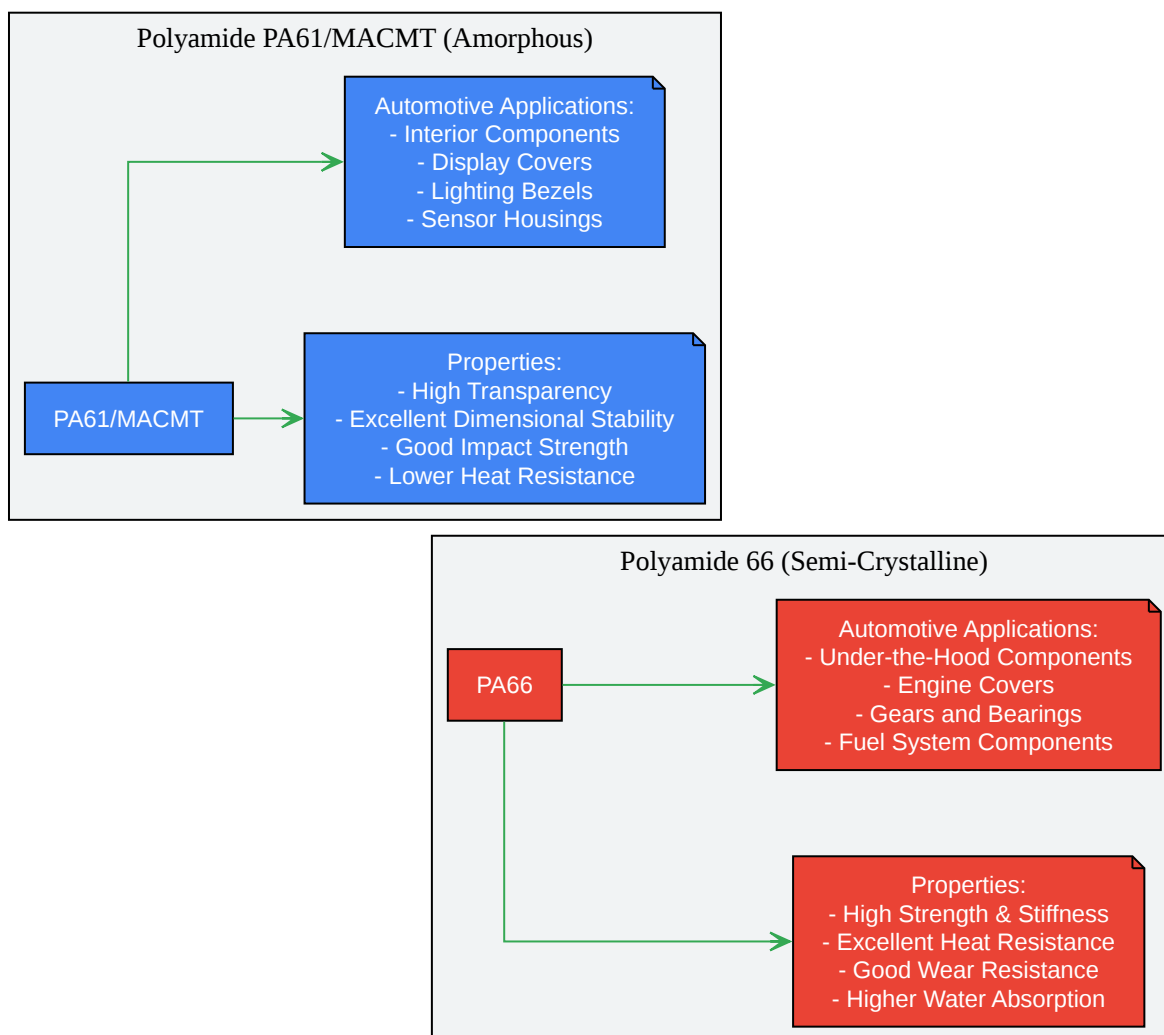 Polyamide PA61/MACMT (Amorphous)
Automotive Applications:
- Interior Components
- Display Covers
- Lighting Bezels
- Sensor Housings
PA61/MACMT
Properties:
- High Transparency
- Excellent Dimensional Stability
- Good Impact Strength
- Lower Heat Resistance
Polyamide 66 (Semi-Crystalline)
PA66
Automotive Applications:
- Under-the-Hood Components
- Engine Covers
- Gears and Bearings
- Fuel System Components
Properties:
- High Strength & Stiffness
- Excellent Heat Resistance
- Good Wear Resistance
- Higher Water Absorption